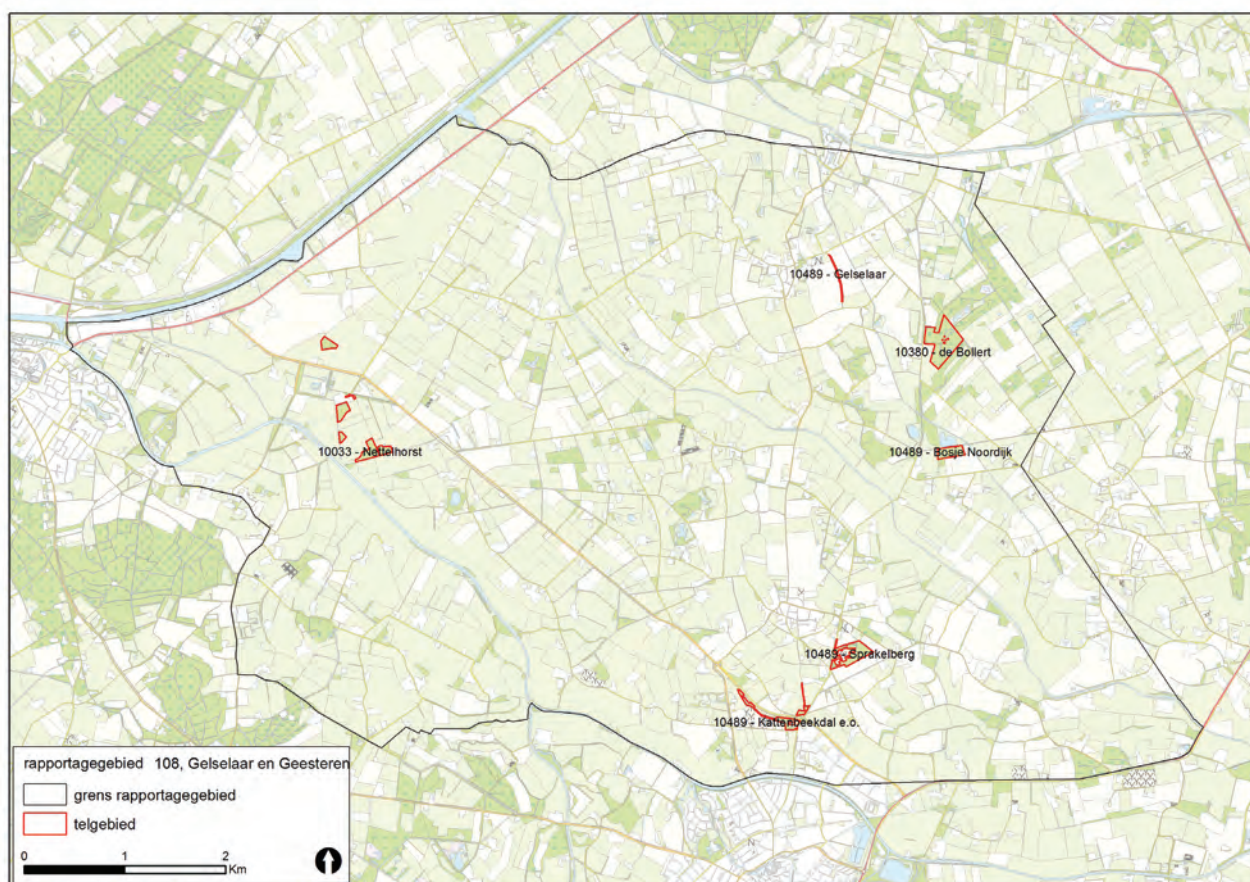 10489 - Gelselaar
10380 - de Bollert
10033 - Nettelhorst
10489 - Bosje Noordijk
10489 - Sprakelberg
10489 - Kattenbeekdal e.o.
rapportagegebied 108, Gelselaar en Geesteren
grens rapportagegebied
telgebied
0 1 2
Km